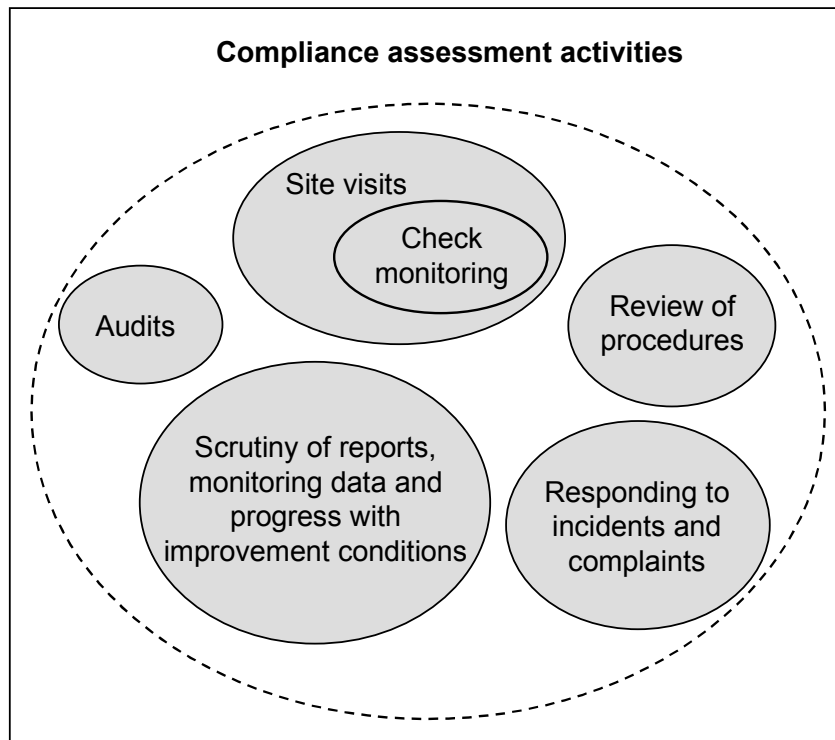 Compliance assessment activities
Site visits
Check
monitoring
Audits
Review of
procedures
Scrutiny of reports,
monitoring data and
progress with
improvement conditions
Responding to
incidents and
complaints